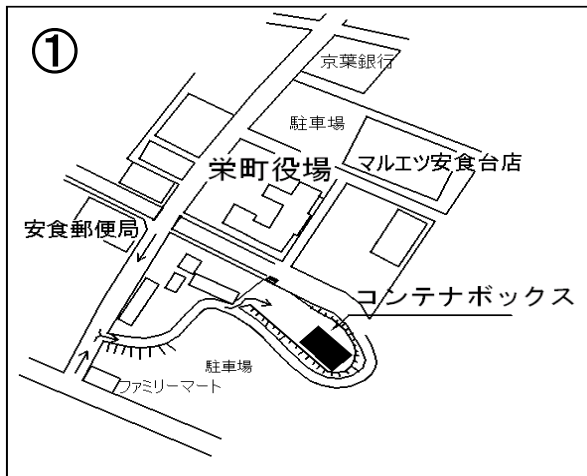 ①
京葉銀行
駐車場
栄町役場
マルエツ安食台店
安食郵便局
コンテナボックス
駐車場
ファミリーマート